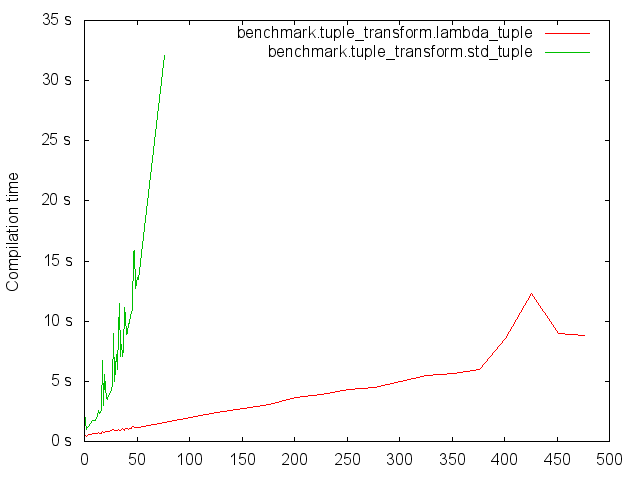 35 s
30 s
25 s
20 s
15 s
10 s
5 s
0 s
Compilation time
benchmark.tuple_transform.lambda_tuple
benchmark.tuple_transform.std_tuple
0 50 100 150 200 250 300 350 400 450 500